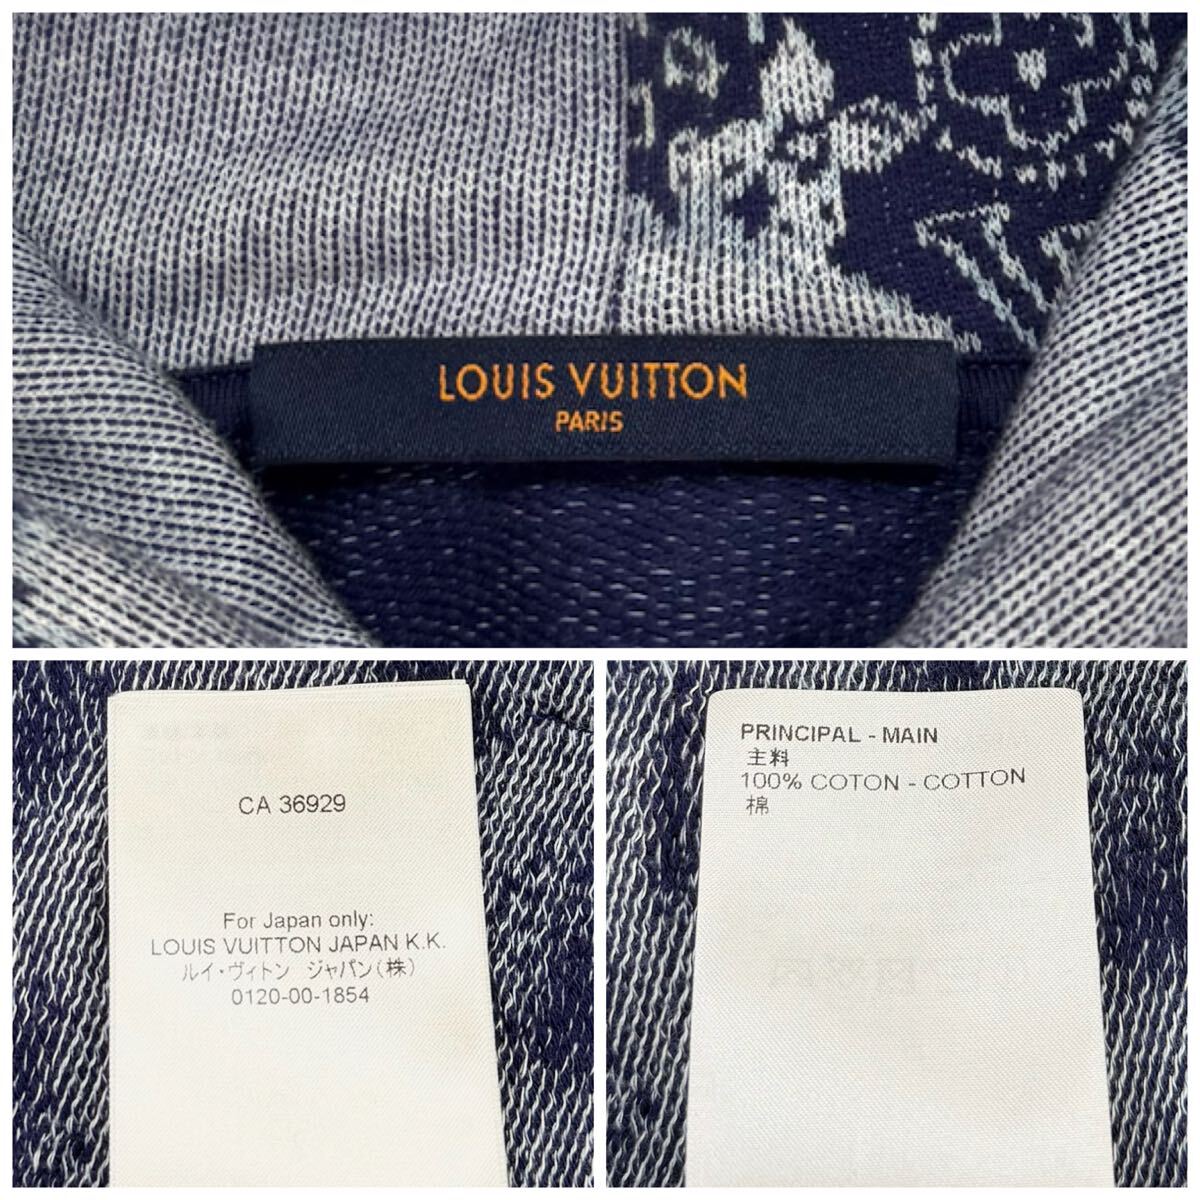 LOUIS VUITTON
PARIS
CA 36929
For Japan only:
LOUIS VUITTON JAPAN K.K.
ルイ・ヴィトン ジャパン(株)
0120-00-1854
PRINCIPAL - MAIN
主料
100% COTON - COTTON
棉